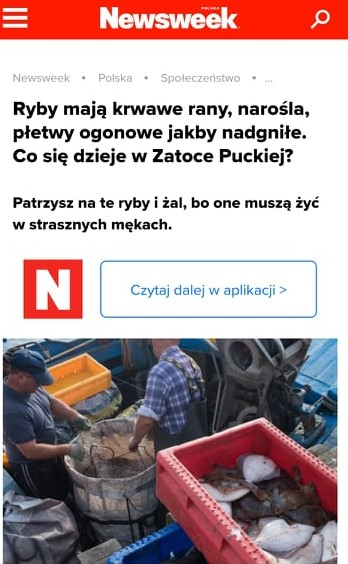 POLSKA
Newsweek
Newsweek • Polska • Społeczeństwo • ...
Ryby mają krwawe rany, narośla,
płetwy ogonowe jakby nadgniłe.
Co się dzieje w Zatoce Puckiej?
Patrzysz na te ryby i żal, bo one muszą żyć
w strasznych mękach.
N
Czytaj dalej w aplikacji >